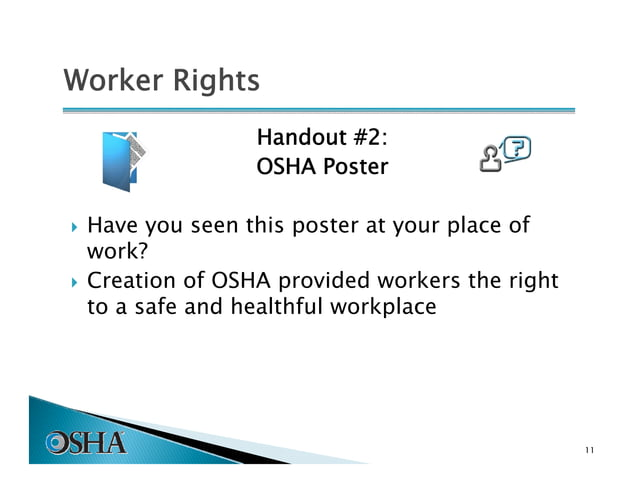 Worker Rights
Handout #2:
OSHA Poster
?
Have you seen this poster at your place of
work?
Creation of OSHA provided workers the right
to a safe and healthful workplace
OSHA
11